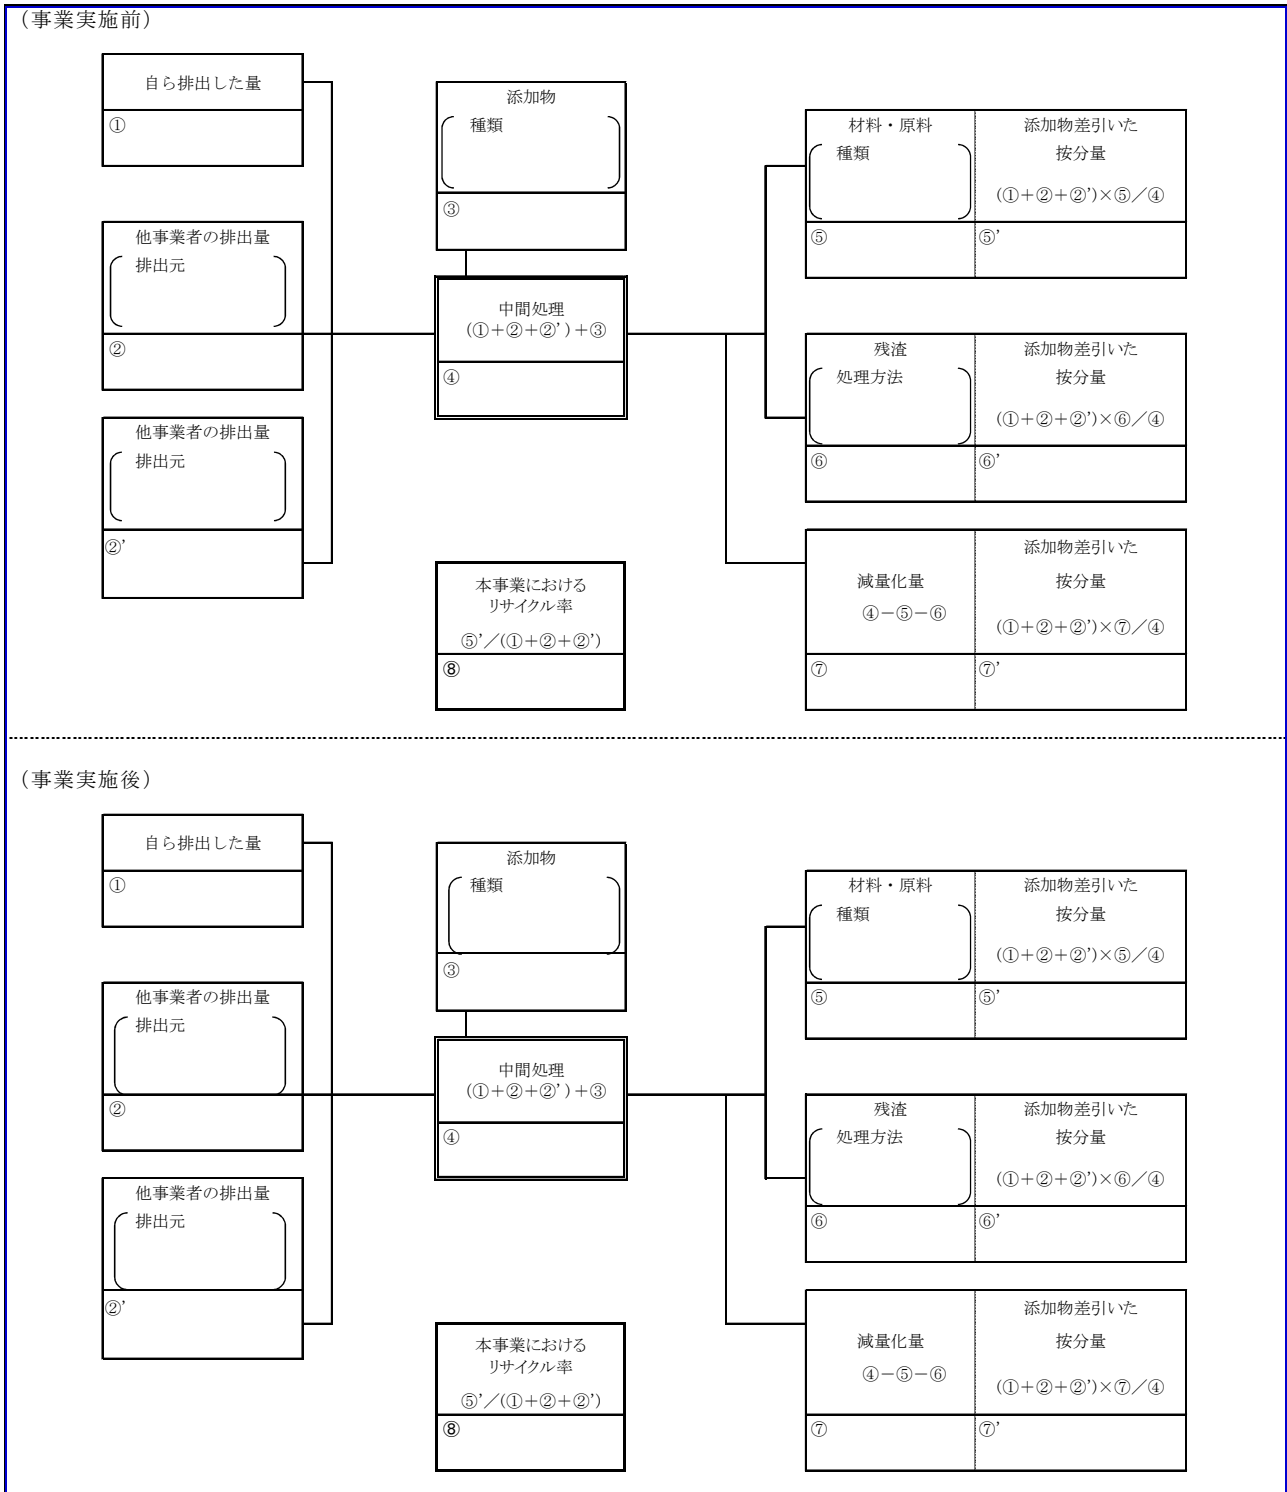 （事業実施前）
自ら排出した量
①
他事業者の排出量
排出元
②
他事業者の排出量
排出元
②’
添加物
種類
③
中間処理
(①＋②＋②’)＋③
④
本事業における
リサイクル率
⑤’／(①＋②＋②’)
⑧
材料・原料
種類
⑤
添加物差引いた
按分量
(①＋②＋②’)×⑤／④
⑤’
残渣
処理方法
⑥
添加物差引いた
按分量
(①＋②＋②’)×⑥／④
⑥’
減量化量
④－⑤－⑥
⑦
添加物差引いた
按分量
(①＋②＋②’)×⑦／④
⑦’
（事業実施後）
自ら排出した量
①
他事業者の排出量
排出元
②
他事業者の排出量
排出元
②’
添加物
種類
③
中間処理
(①＋②＋②’)＋③
④
本事業における
リサイクル率
⑤’／(①＋②＋②’)
⑧
材料・原料
種類
⑤
添加物差引いた
按分量
(①＋②＋②’)×⑤／④
⑤’
残渣
処理方法
⑥
添加物差引いた
按分量
(①＋②＋②’)×⑥／④
⑥’
減量化量
④－⑤－⑥
⑦
添加物差引いた
按分量
(①＋②＋②’)×⑦／④
⑦’